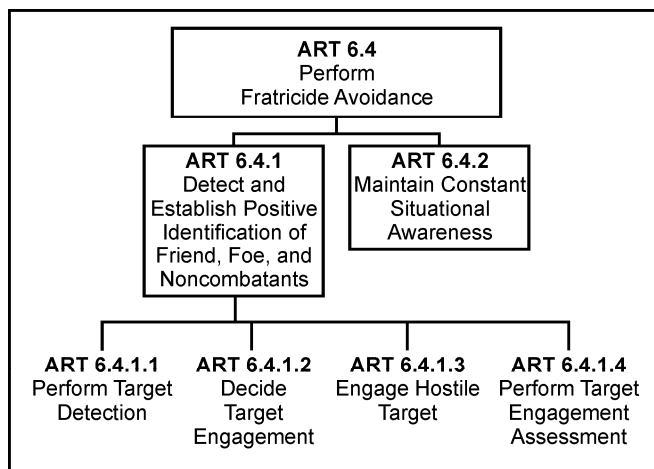 ART 6.4
Perform
Fratricide Avoidance
ART 6.4.1
Detect and
Establish Positive
Identification of
Friend, Foe, and
Noncombatants
ART 6.4.2
Maintain Constant
Situational
Awareness
ART 6.4.1.1
Perform Target
Detection
ART 6.4.1.2
Decide
Target
Engagement
ART 6.4.1.3
Engage Hostile
Target
ART 6.4.1.4
Perform Target
Engagement
Assessment